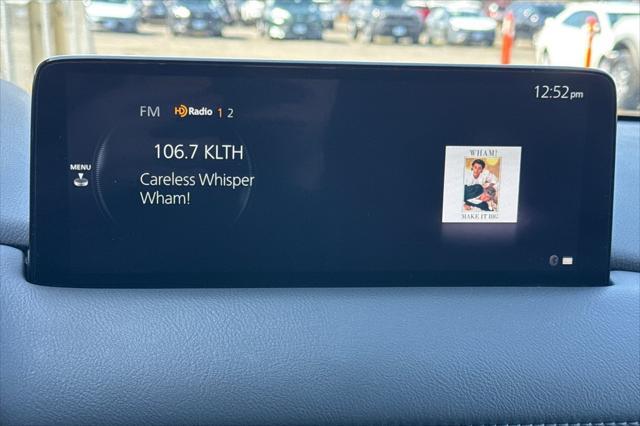 12:52pm
FM HD Radio 1 2
MENU
106.7 KLTH
Careless Whisper
Wham!
WHAM!
MAKE IT BIG